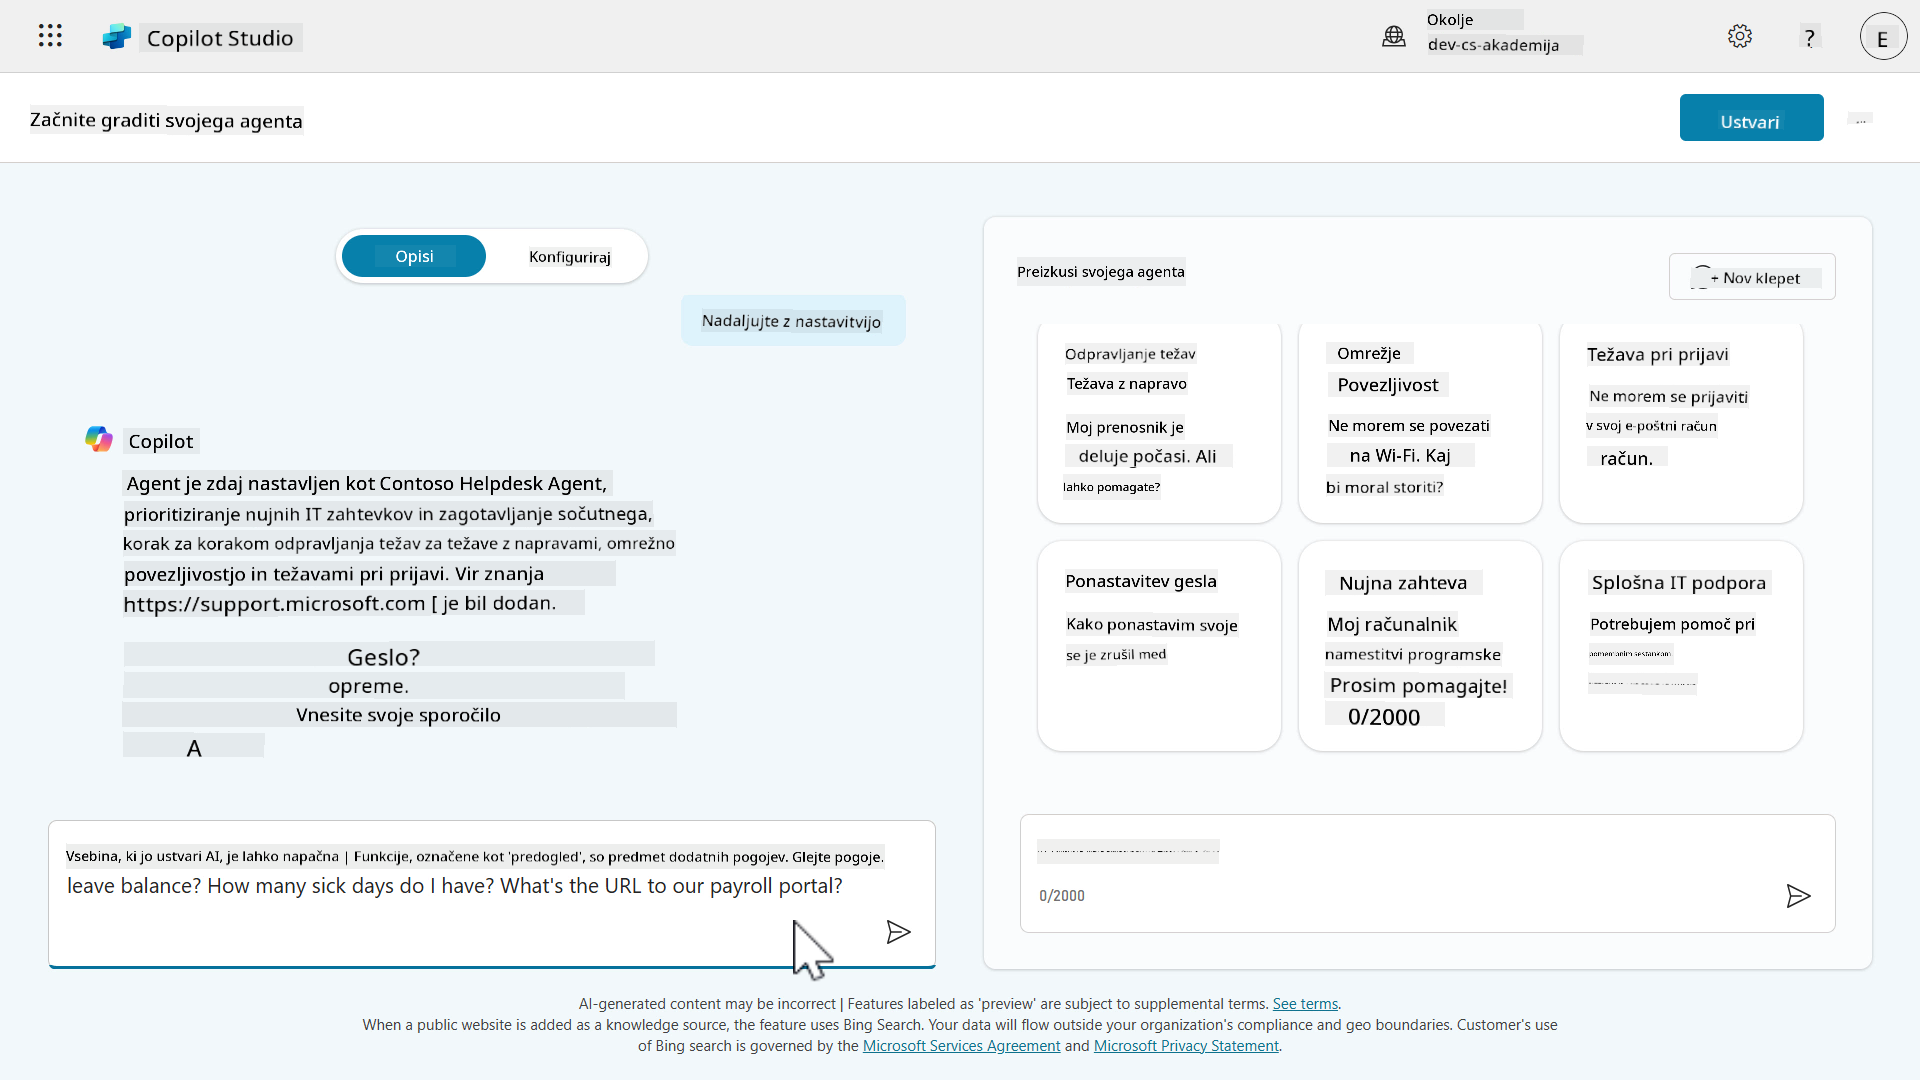 Copilot Studio
Okolje
dev-cs-akademija
?
E
Začnite graditi svojega agenta
Ustvari
Opisi
Konfiguriraj
Nadaljujte z nastavitvijo
Copilot
Agent je zdaj nastavljen kot Contoso Helpdesk Agent,
prioritiziranje nujnih IT zahtevkov in zagotavljanje sočutnega,
korak za korakom odpravljanja težav za težave z napravami, omrežno
povezljivostjo in težavami pri prijavi. Vir znanja
https://support.microsoft.com [ je bil dodan.
Geslo?
opreme.
Vnesite svoje sporočilo
A
Vsebina, ki jo ustvari AI, je lahko napačna | Funkcije, označene kot 'predogled', so predmet dodatnih pogojev. Glejte pogoje.
leave balance? How many sick days do I have? What's the URL to our payroll portal?
Preizkusi svojega agenta
+ Nov klepet
Odpravljanje težav
Težava z napravo
Moj prenosnik je
deluje počasi. Ali
lahko pomagate?
Omrežje
Povezljivost
Ne morem se povezati
na Wi-Fi. Kaj
bi moral storiti?
Težava pri prijavi
Ne morem se prijaviti
v svoj e-poštni račun
račun.
Ponastavitev gesla
Kako ponastavim svoje
se je zrušil med
Nujna zahteva
Moj računalnik
namestitvi programske
Prosim pomagajte!
0/2000
Splošna IT podpora
Potrebujem pomoč pri
0/2000
AI-generated content may be incorrect | Features labeled as 'preview' are subject to supplemental terms. See terms.
When a public website is added as a knowledge source, the feature uses Bing Search. Your data will flow outside your organization's compliance and geo boundaries. Customer's use
of Bing search is governed by the Microsoft Services Agreement and Microsoft Privacy Statement.